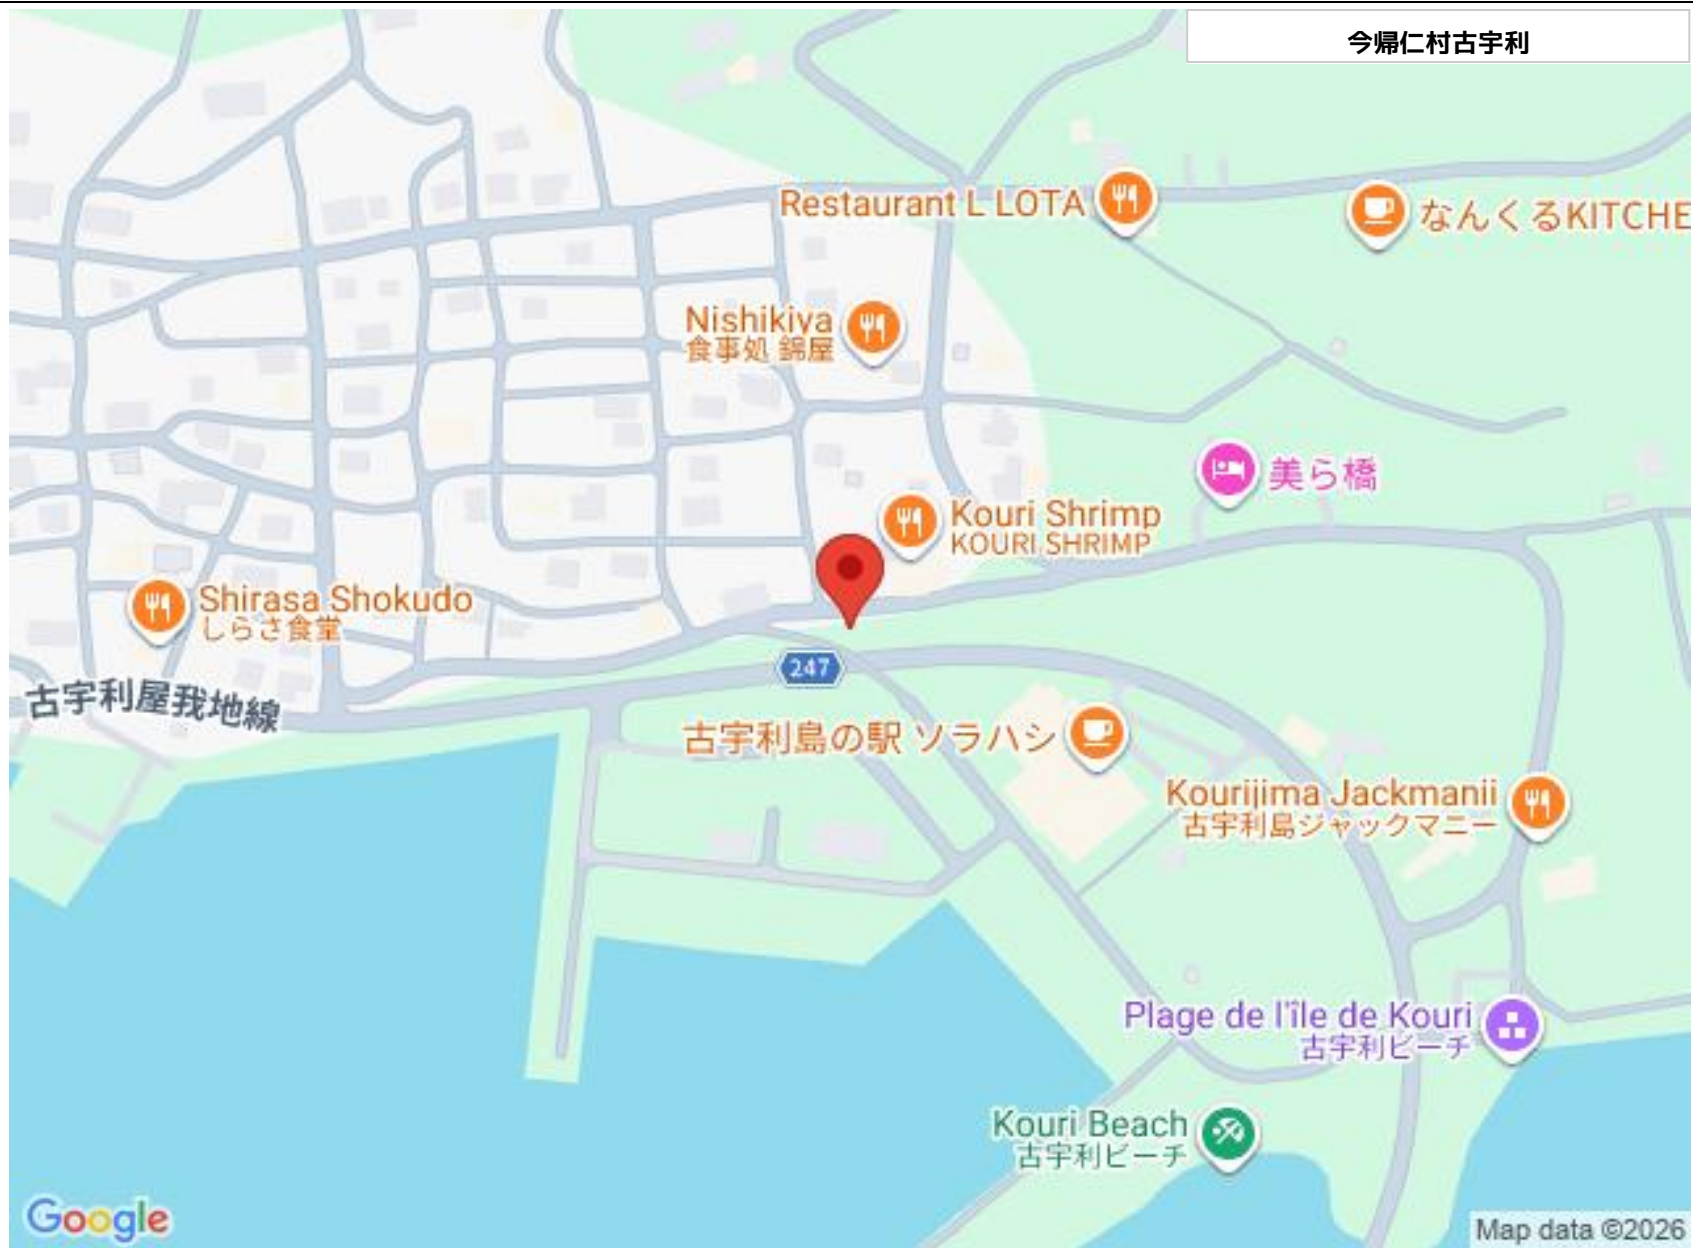 今帰仁村古宇利
Restaurant L LOTA
なんくるKITCHE
Nishikiya
食事処 錦屋
美ら橋
Kouri Shrimp
KOURI SHRIMP
Shirasa Shokudo
しらさ食堂
247
古宇利屋我地線
古宇利島の駅 ソラハシ
Kourijima Jackmanii
古宇利島ジャックマニー
Plage de l'île de Kouri
古宇利ビーチ
Kouri Beach
古宇利ビーチ
Google
Map data ©2026